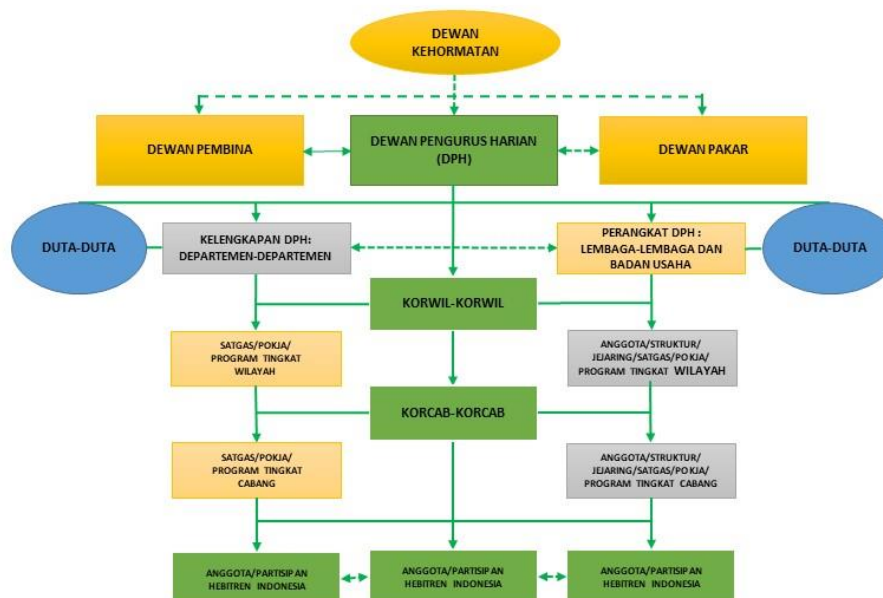 DEWAN
KEHORMATAN
DEWAN PEMBINA
DEWAN PENGURUS HARIAN
(DPH)
DEWAN PAKAR
DUTA-DUTA
KELENGKAPAN DPH:
DEPARTEMEN-DEPARTEMEN
PERANGKAT DPH :
LEMBAGA-LEMBAGA DAN
BADAN USAHA
DUTA-DUTA
KORWIL-KORWIL
SATGAS/POKJA/
PROGRAM TINGKAT
WILAYAH
ANGGOTA/STRUKTUR/
JEJARING/SATGAS/POKJA/
PROGRAM TINGKAT WILAYAH
KORCAB-KORCAB
SATGAS/POKJA/
PROGRAM TINGKAT
CABANG
ANGGOTA/STRUKTUR/
JEJARING/SATGAS/POKJA/
PROGRAM TINGKAT CABANG
ANGGOTA/PARTISIPAN
HEBITREN INDONESIA
ANGGOTA/PARTISIPAN
HEBITREN INDONESIA
ANGGOTA/PARTISIPAN
HEBITREN INDONESIA